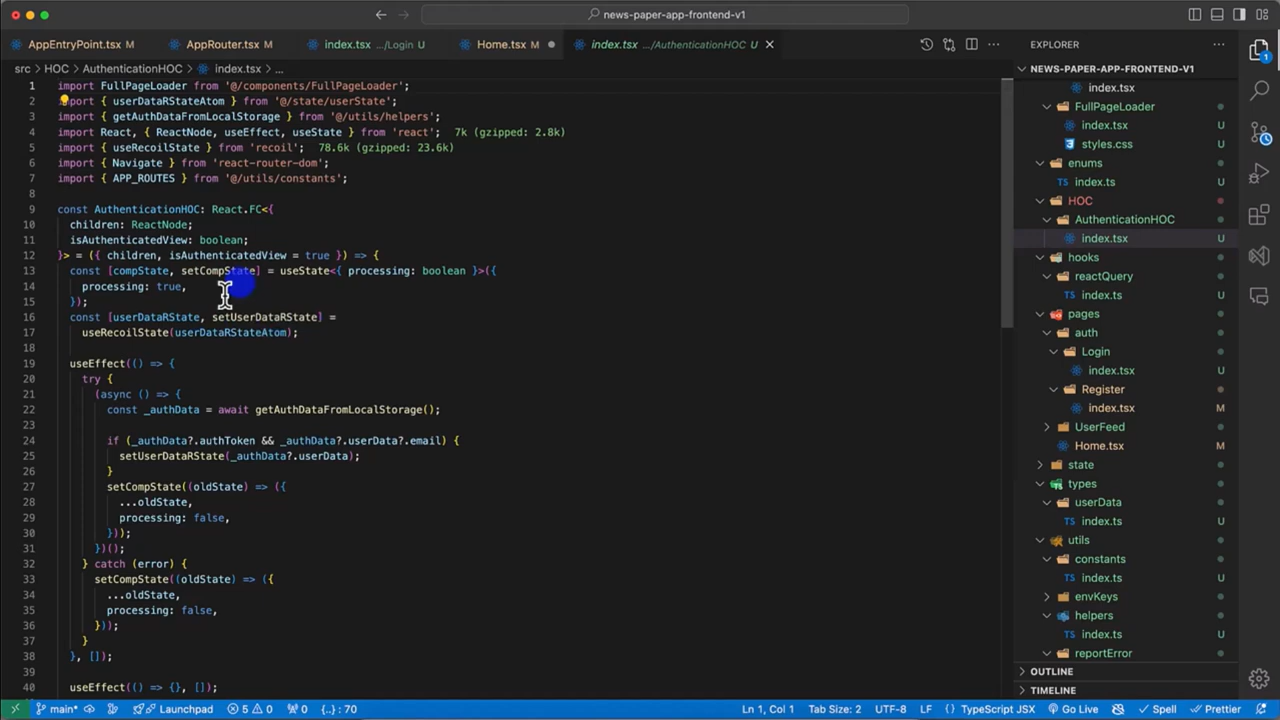 news-paper-app-frontend-v1
AppEntryPoint.tsx M
AppRouter.tsx M
index.tsx .../Login U
Home.tsx M
index.tsx .../AuthenticationHOC U
src > HOC > AuthenticationHOC > index.tsx > ...
1 import FullPageLoader from '@/components/FullPageLoader';
2 import { userDataRStateAtom } from '@/state/userState';
3 import { getAuthDataFromLocalStorage } from '@/utils/helpers';
4 import React, { ReactNode, useEffect, useState } from 'react'; 7k (gzipped: 2.8k)
5 import { useRecoilState } from 'recoil'; 78.6k (gzipped: 23.6k)
6 import { Navigate } from 'react-router-dom';
7 import { APP_ROUTES } from '@/utils/constants';
8
9 const AuthenticationHOC: React.FC<{
10 children: ReactNode;
11 isAuthenticatedView: boolean;
12 }> = ({ children, isAuthenticatedView = true }) => {
13 const [compState, setCompState] = useState<{ processing: boolean }>({
14 processing: true,
15 });
16 const [userDataRState, setUserDataRState] =
17 useRecoilState(userDataRStateAtom);
18
19 useEffect(() => {
20 try {
21 (async () => {
22 const _authData = await getAuthDataFromLocalStorage();
23
24 if (_authData?.authToken && _authData?.userData?.email) {
25 setUserDataRState(_authData?.userData);
26 }
27 setCompState((oldState) => ({
28 ...oldState,
29 processing: false,
30 }));
31 })();
32 } catch (error) {
33 setCompState((oldState) => ({
34 ...oldState,
35 processing: false,
36 }));
37 }
38 }, []);
39
40 useEffect(() => {}, []);
EXPLORER
NEWS-PAPER-APP-FRONTEND-V1
index.tsx
FullPageLoader
index.tsx U
styles.css U
enums
index.ts U
HOC
AuthenticationHOC
index.tsx U
hooks
reactQuery
index.ts U
pages
auth
Login
index.tsx U
Register
index.tsx M
UserFeed
Home.tsx M
state
types
userData
index.ts U
utils
constants
index.ts U
envKeys
helpers
index.ts U
reportError
OUTLINE
TIMELINE
1
main* Launchpad 5 0 0 {..} : 70 Ln 1, Col 1 Tab Size: 2 UTF-8 LF {} TypeScript JSX Go Live Spell Prettier